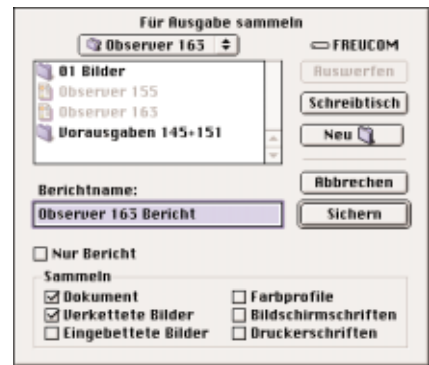 Für Ausgabe sammeln
Observer 163
FREUCOM
01 Bilder
Observer 155
Observer 163
Vorausgaben 145+151
Auswerfen
Schreibtisch
Neu
Abbrechen
Sichern
Berichtname:
Observer 163 Bericht
Nur Bericht
Sammeln
Dokument
Verkettete Bilder
Eingebettete Bilder
Farbprofile
Bildschirmschriften
Druckerschriften